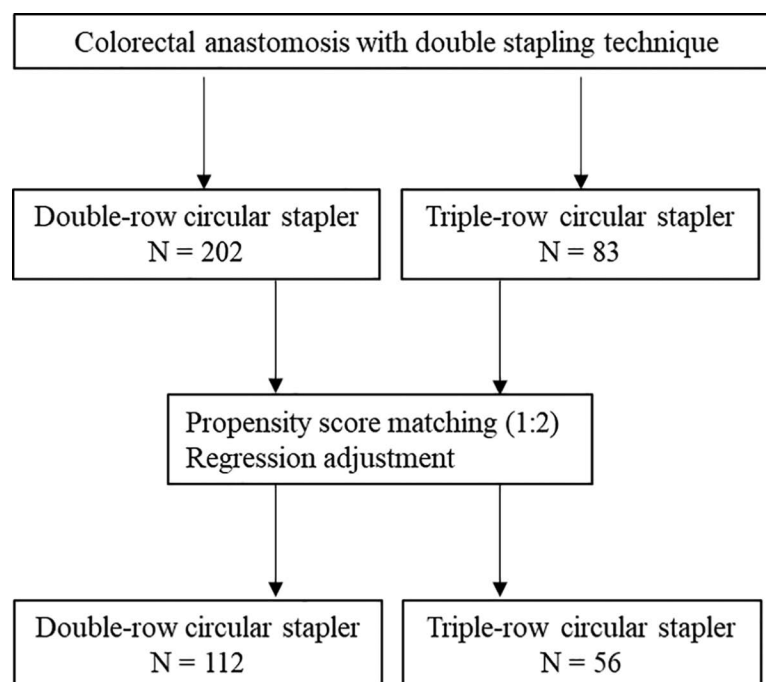 Colorectal anastomosis with double stapling technique
Double-row circular stapler
N = 202
Triple-row circular stapler
N = 83
Propensity score matching (1:2)
Regression adjustment
Double-row circular stapler
N = 112
Triple-row circular stapler
N = 56